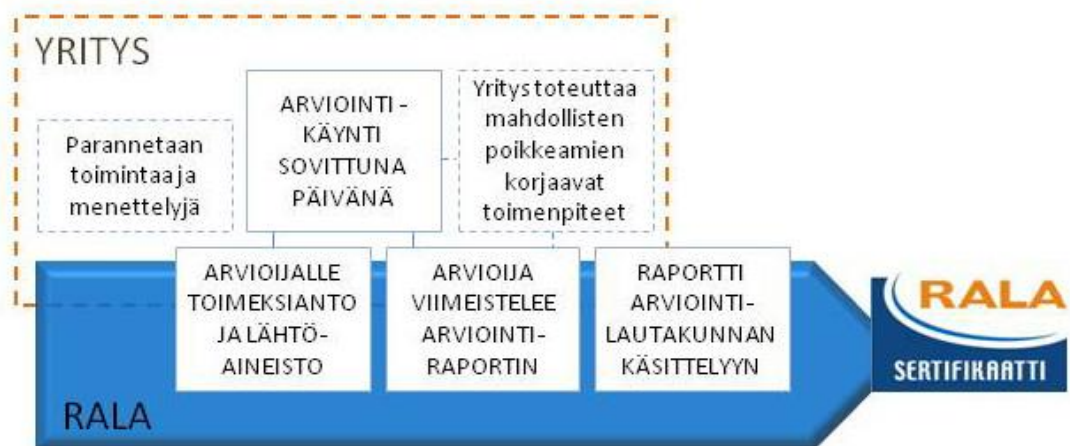 YRITYS
Parannetaan
toimintaa ja
menettelyjä
ARVIOINTI -
KÄYNTI
SOVITTUNA
PÄIVÄNÄ
Yritys toteuttaa
mahdollisten
poikkeamien
korjaavat
toimenpiteet
ARVIOIJALLE
TOIMEKSIANTO
JA LÄHTÖ-
AINEISTO
ARVIOIJA
VIIMEISTELEE
ARVIOINTI-
RAPORTIN
RAPORTTI
ARVIOINTI-
LAUTAKUNNAN
KÄSITTELYYN
RALA
RALA
SERTIFIKAATTI